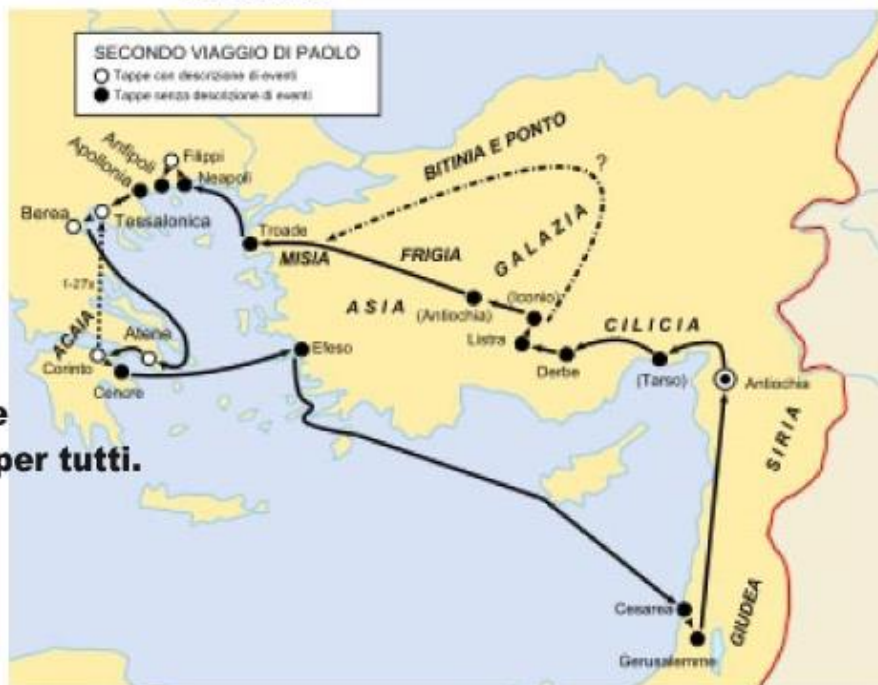 SECONDO VIAGGIO DI PAOLO
Tappe con descrizione di eventi
Tappe senza descrizione di eventi
BITINIA E PONTO
?
Filippi
Anfipoli
Apollonia
Neapoli
Berea
Tessalonica
Troade
MISIA
FRIGIA
GALAZIA
ASIA
(Antiochia)
(Iconio)
CILICIA
Listra
Derbe
(Tarso)
Antiochia
SIRIA
ACAIA
Atene
Corinto
Cencre
Efeso
e
per tutti.
Cesarea
GIUDEA
Gerusalemme